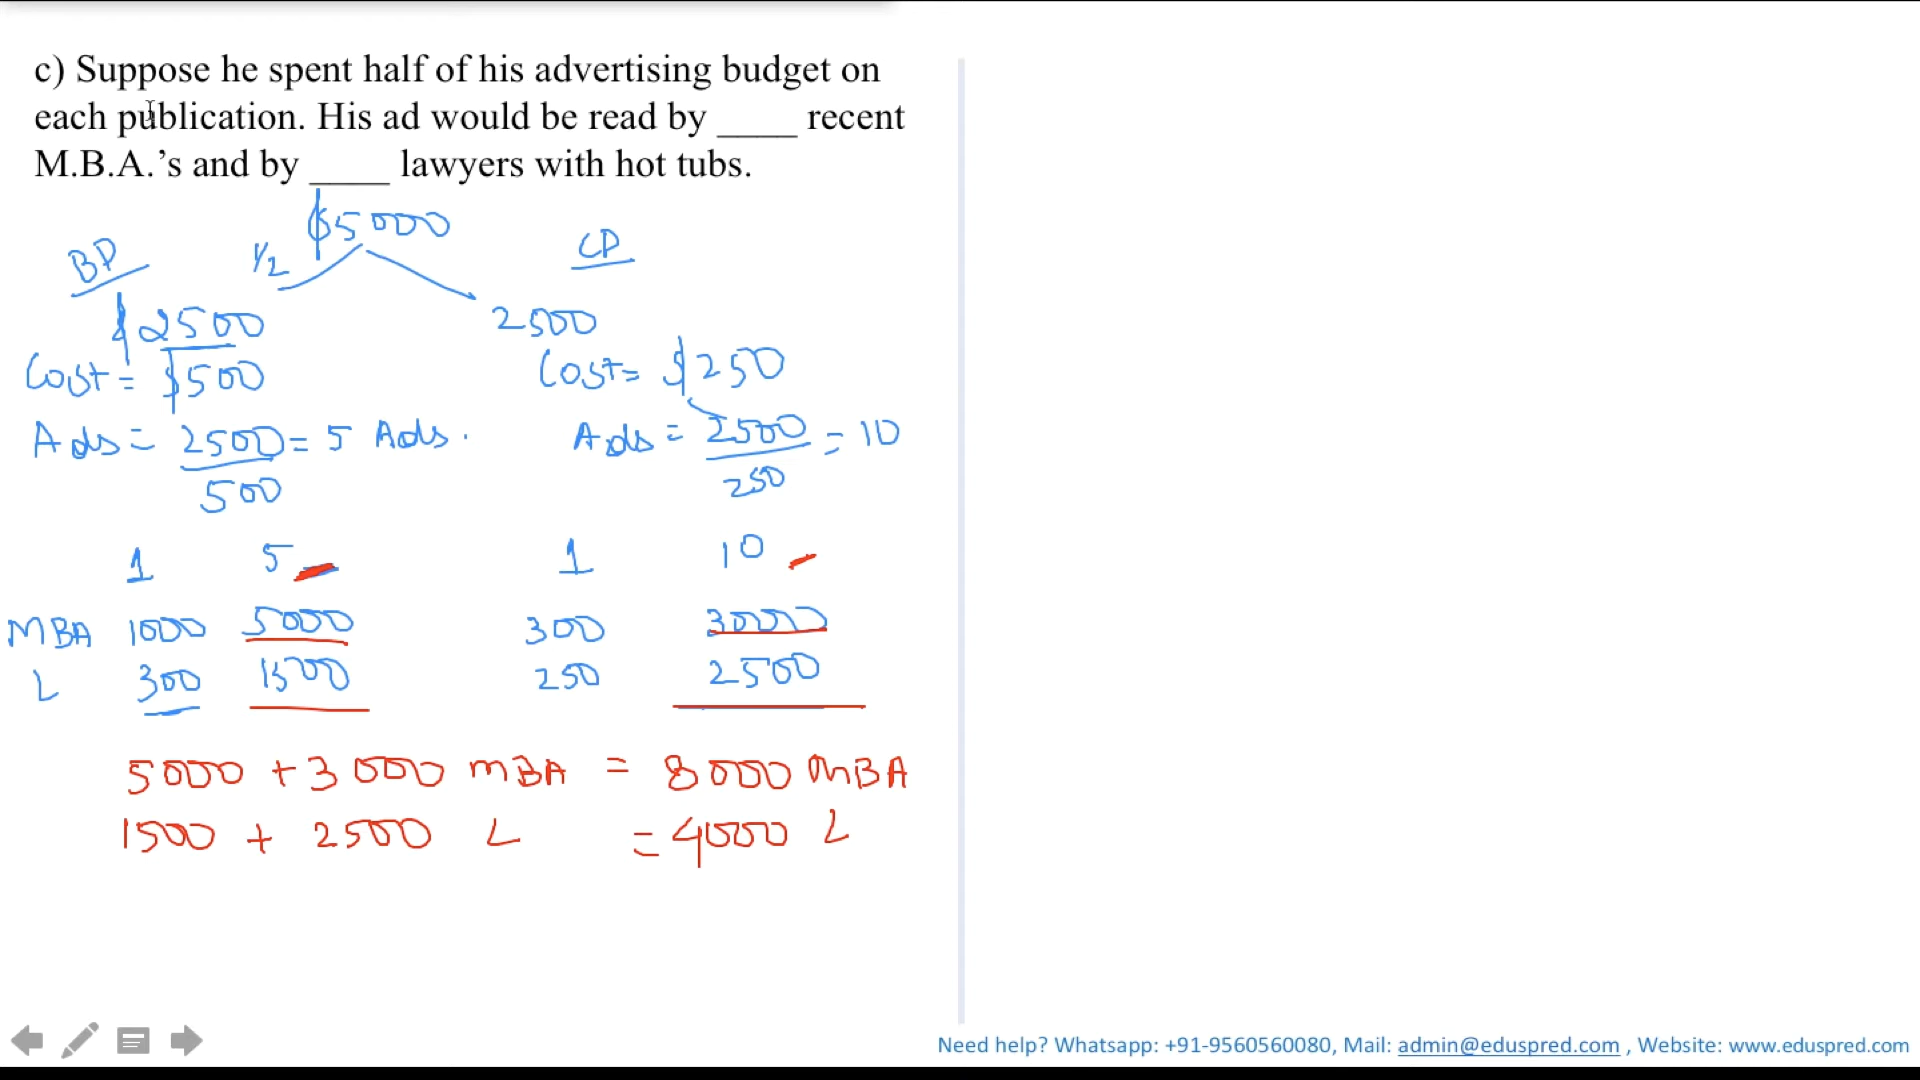 c) Suppose he spent half of his advertising budget on
each publication. His ad would be read by ____ recent
M.B.A.'s and by ____ lawyers with hot tubs.
$5000
BP 1/2 CP
$2500 2500
Cost = $500 Cost = $250
Ads = 2500/500 = 5 Ads. Ads = 2500/250 = 10
1 5 1 10
MBA 1000 5000 300 3000
L 300 1500 250 2500
5000 + 3000 MBA = 8000 MBA
1500 + 2500 L = 4000 L
Need help? Whatsapp: +91-9560560080, Mail: admin@eduspred.com , Website: www.eduspred.com